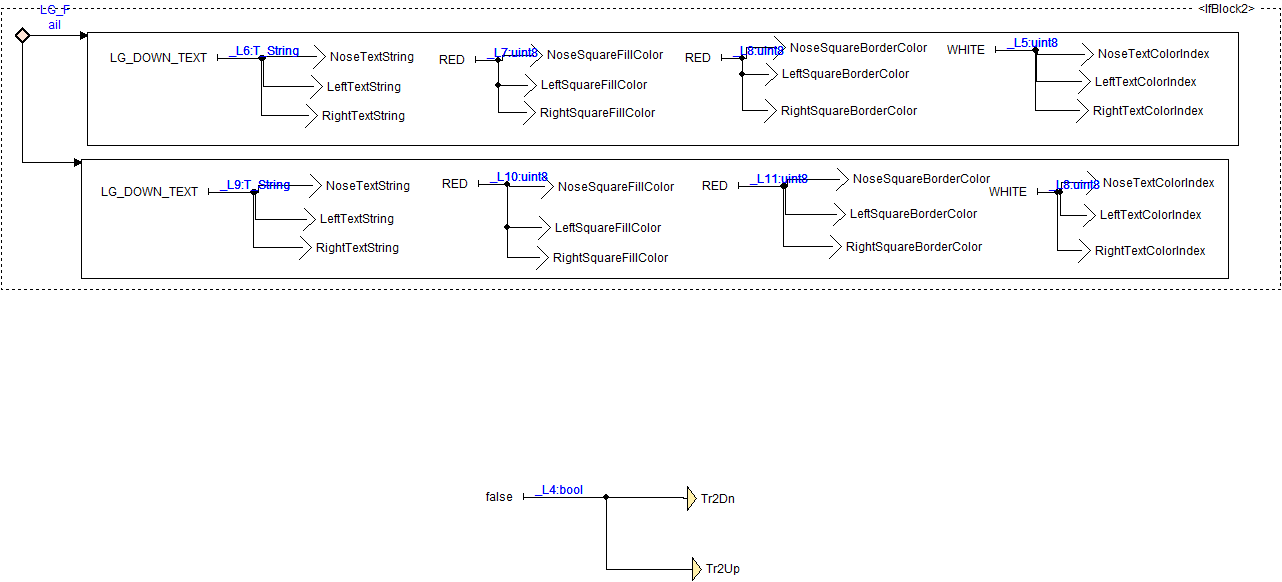 LG_F
ail
<IfBlock2>
LG_DOWN_TEXT _L6:T_String NoseTextString RED _L7:uint8 NoseSquareFillColor RED _L8:uint8 NoseSquareBorderColor WHITE _L5:uint8 NoseTextColorIndex
LeftTextString LeftSquareFillColor LeftSquareBorderColor LeftTextColorIndex
RightTextString RightSquareFillColor RightSquareBorderColor RightTextColorIndex
LG_DOWN_TEXT _L9:T_String NoseTextString RED _L10:uint8 NoseSquareFillColor RED _L11:uint8 NoseSquareBorderColor WHITE _L8:uint8 NoseTextColorIndex
LeftTextString LeftSquareFillColor LeftSquareBorderColor LeftTextColorIndex
RightTextString RightSquareFillColor RightSquareBorderColor RightTextColorIndex
false _L4:bool Tr2Dn
Tr2Up